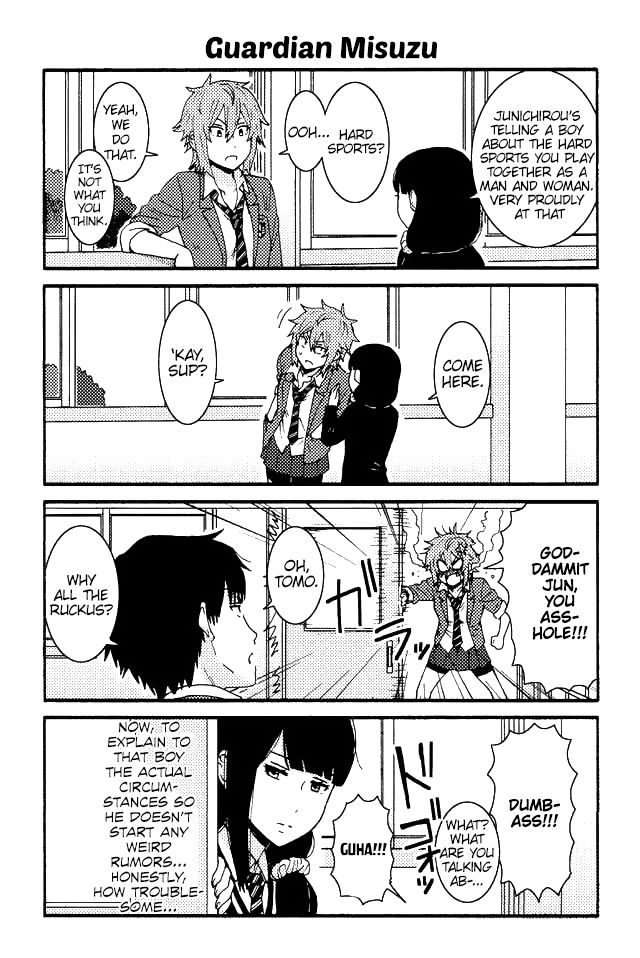 Guardian Misuzu
JUNICHIROU'S
TELLING A BOY
ABOUT THE HARD
SPORTS YOU PLAY
TOGETHER AS A
MAN AND WOMAN.
VERY PROUDLY
AT THAT
HARD
SPORTS?
OOH...
YEAH,
WE
DO
THAT.
IT'S
NOT
WHAT
YOU
THINK.
COME
HERE.
'KAY,
SUP?
GOD-
DAMMIT
JUN,
YOU
ASS-
HOLE!!!
ガラッ
OH,
TOMO.
WHY
ALL THE
RUCKUS?
DUMB-
ASS!!!
WHAT?
WHAT
ARE YOU
TALKING
AB-...
ドゴォッ
GUHA!!!
NOW, TO
EXPLAIN TO
THAT BOY
THE ACTUAL
CIRCUM-
STANCES SO
HE DOESN'T
START ANY
WEIRD
RUMORS...
HONESTLY,
HOW TROUBLE-
SOME...